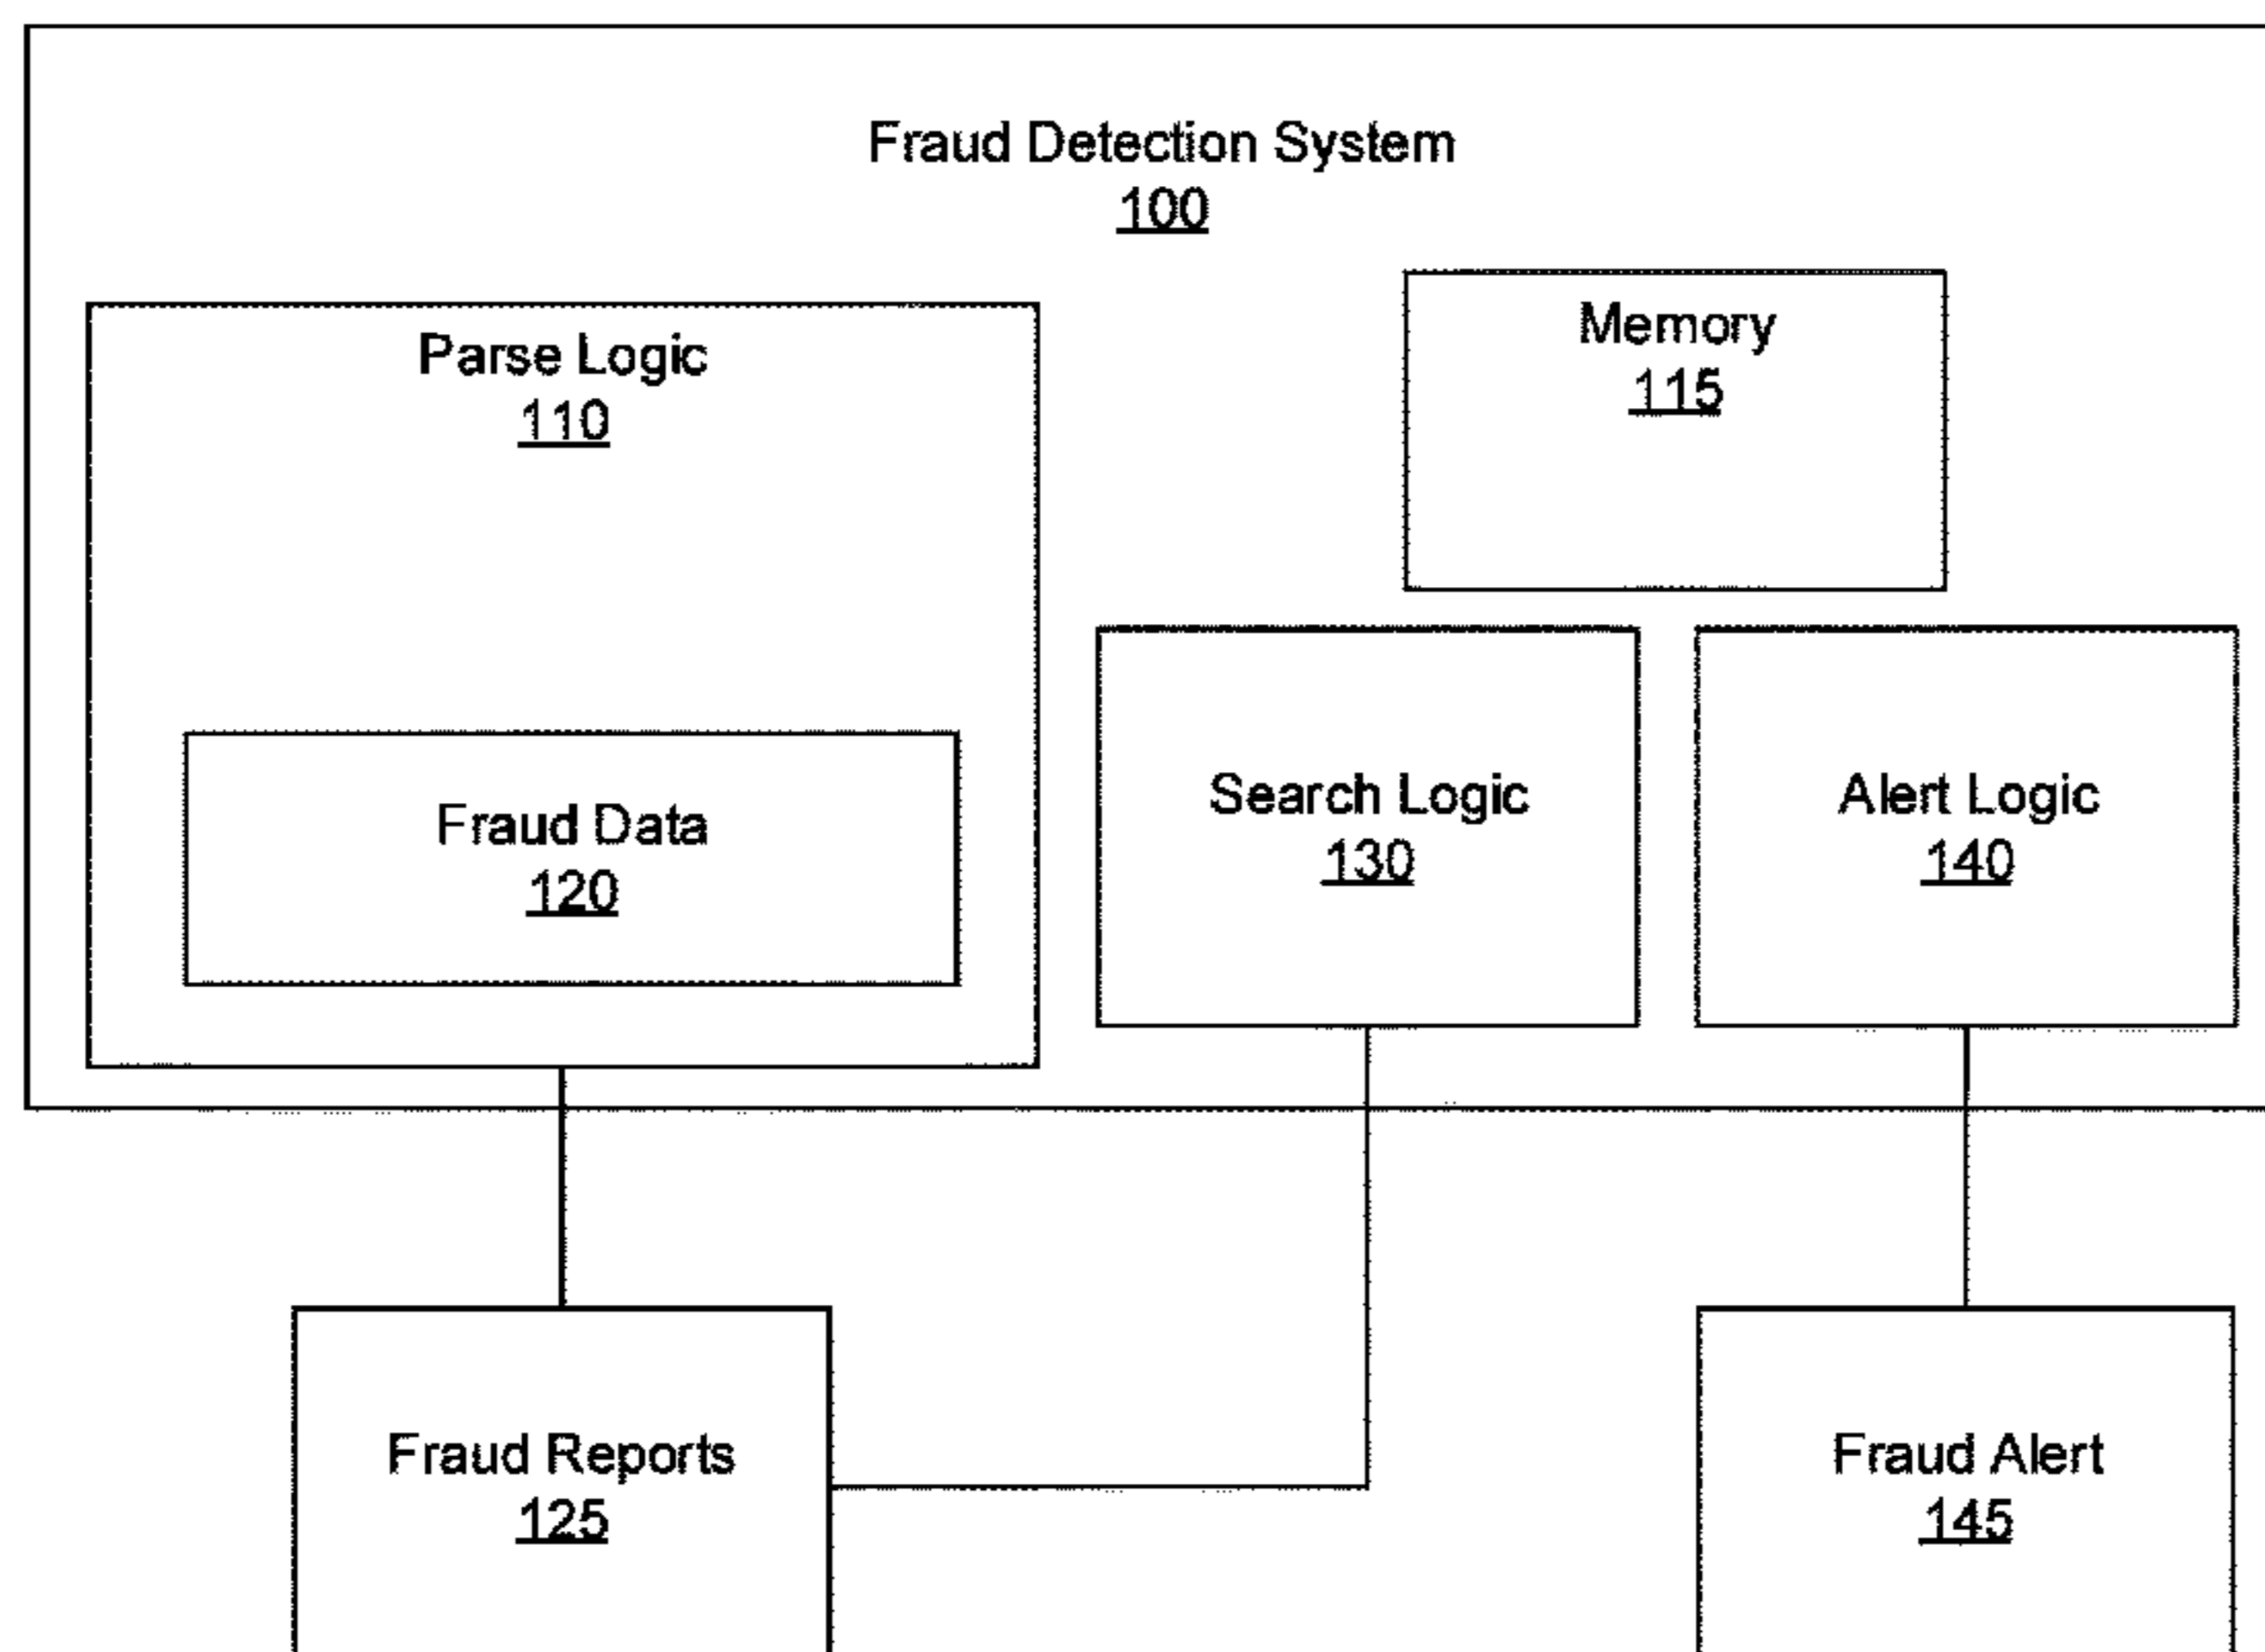 Fraud Detection System
100
Parse Logic
110
Memory
115
Fraud Data
120
Search Logic
130
Alert Logic
140
Fraud Reports
125
Fraud Alert
145